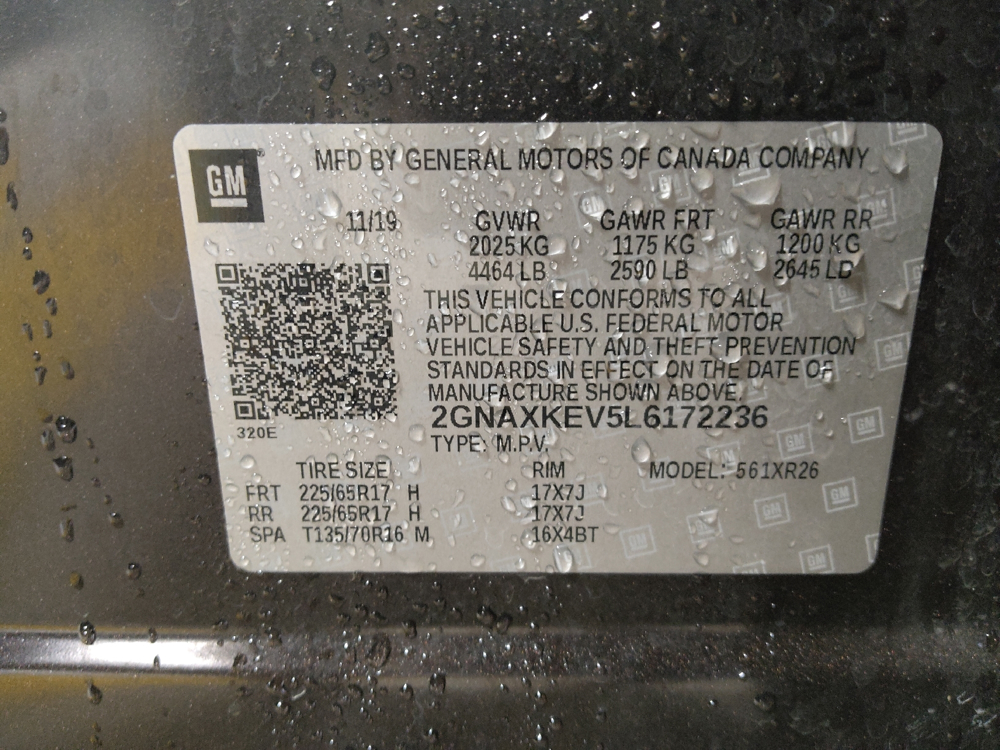 GM
MFD BY GENERAL MOTORS OF CANADA COMPANY
11/19 GVWR GAWR FRT GAWR RR
2025 KG 1175 KG 1200 KG
4464 LB 2590 LB 2645 LB
THIS VEHICLE CONFORMS TO ALL
APPLICABLE U.S. FEDERAL MOTOR
VEHICLE SAFETY AND THEFT PREVENTION
STANDARDS IN EFFECT ON THE DATE OF
MANUFACTURE SHOWN ABOVE.
2GNAXKEV5L6172236
320E
TYPE: M.P.V.
TIRE SIZE RIM MODEL: 561XR26
FRT 225/65R17 H 17X7J
RR 225/65R17 H 17X7J
SPA T135/70R16 M 16X4BT